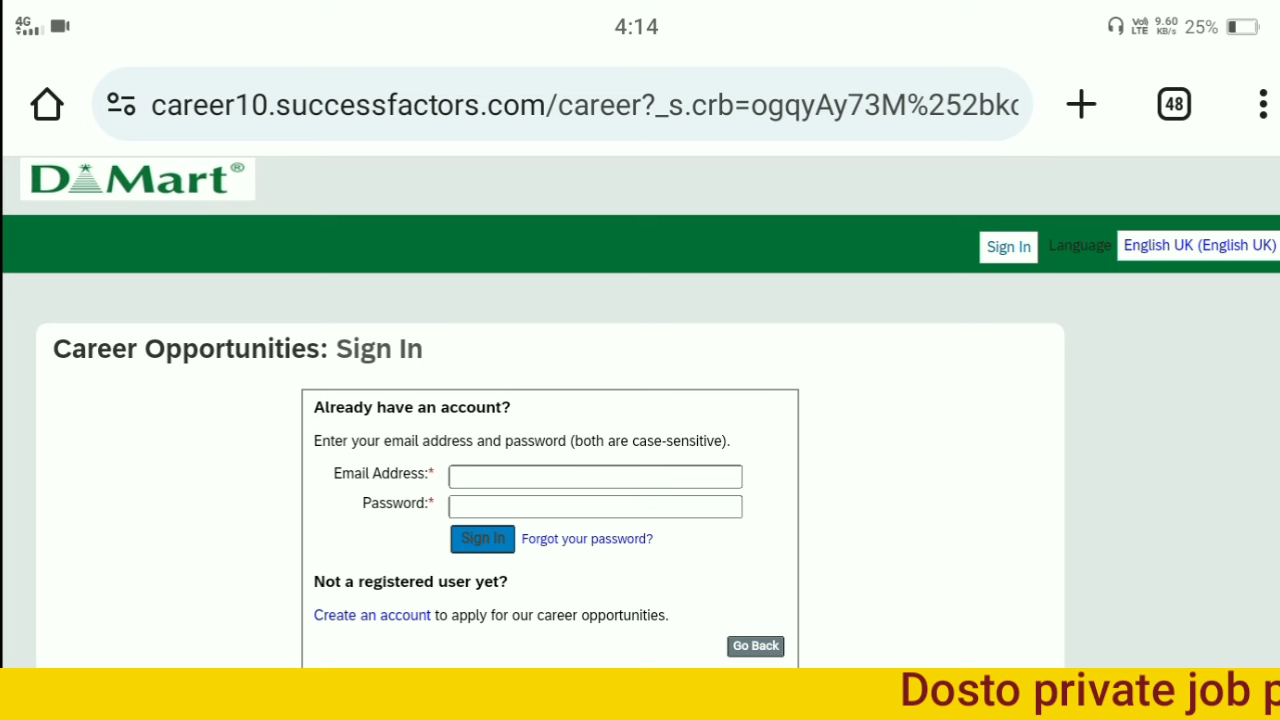 4G 4:14 Vo) LTE 9.60 KB/s 25%
career10.successfactors.com/career?_s.crb=ogqyAy73M%252bk 48
D Mart®
Sign In Language English UK (English UK)
Career Opportunities: Sign In
Already have an account?
Enter your email address and password (both are case-sensitive).
Email Address:*
Password:*
Sign In Forgot your password?
Not a registered user yet?
Create an account to apply for our career opportunities.
Go Back
Dosto private job p